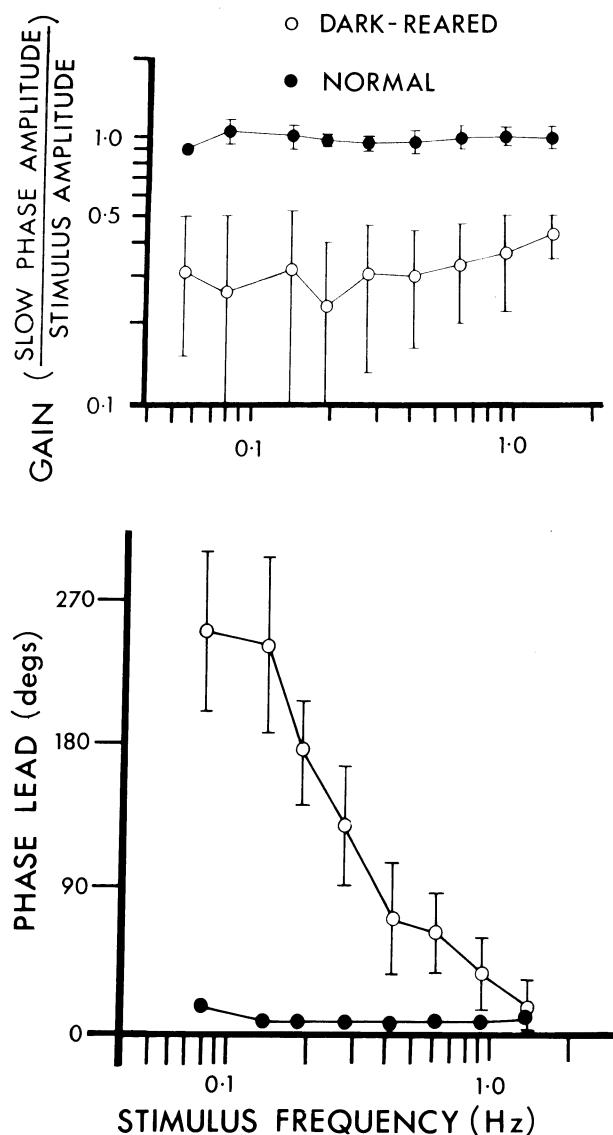 ○ DARK-REARED
● NORMAL
GAIN (SLOW PHASE AMPLITUDE / STIMULUS AMPLITUDE)
1·0
0·5
0·1
0·1 1·0
PHASE LEAD (degs)
270
180
90
0
0·1 1·0
STIMULUS FREQUENCY (Hz)